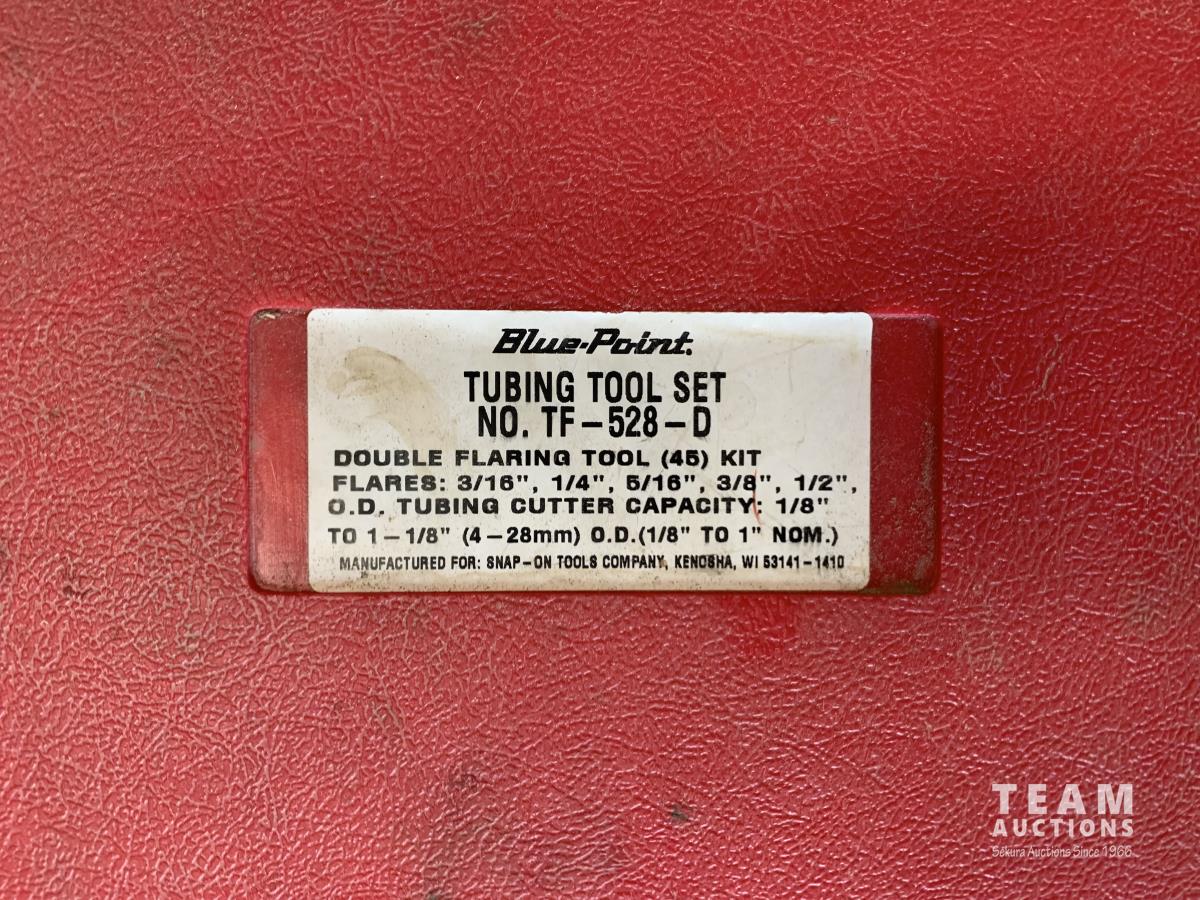 Blue-Point.
TUBING TOOL SET
NO. TF-528-D
DOUBLE FLARING TOOL (45) KIT
FLARES: 3/16", 1/4", 5/16", 3/8", 1/2",
O.D. TUBING CUTTER CAPACITY: 1/8"
TO 1-1/8" (4-28mm) O.D.(1/8" TO 1" NOM.)
MANUFACTURED FOR: SNAP-ON TOOLS COMPANY, KENOSHA, WI 53141-1410
TEAM
AUCTIONS
Sekura Auctions Since 1966